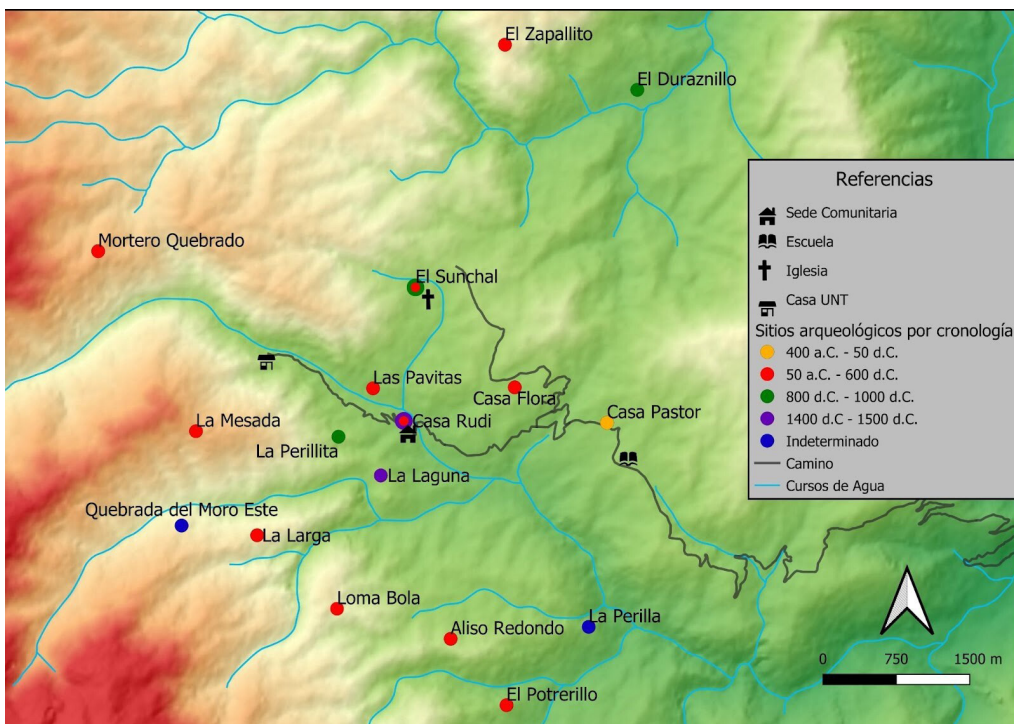 El Zapallito
El Duraznillo
Mortero Quebrado
El Sunchal
Las Pavitas
Casa Flora
La Mesada
Casa Rudi
Casa Pastor
La Perillita
La Laguna
Quebrada del Moro Este
La Larga
Loma Bola
Aliso Redondo
La Perilla
El Potrerillo
Referencias
Sede Comunitaria
Escuela
Iglesia
Casa UNT
Sitios arqueológicos por cronología
400 a.C. - 50 d.C.
50 a.C. - 600 d.C.
800 d.C. - 1000 d.C.
1400 d.C - 1500 d.C.
Indeterminado
Camino
Cursos de Agua
0 750 1500 m